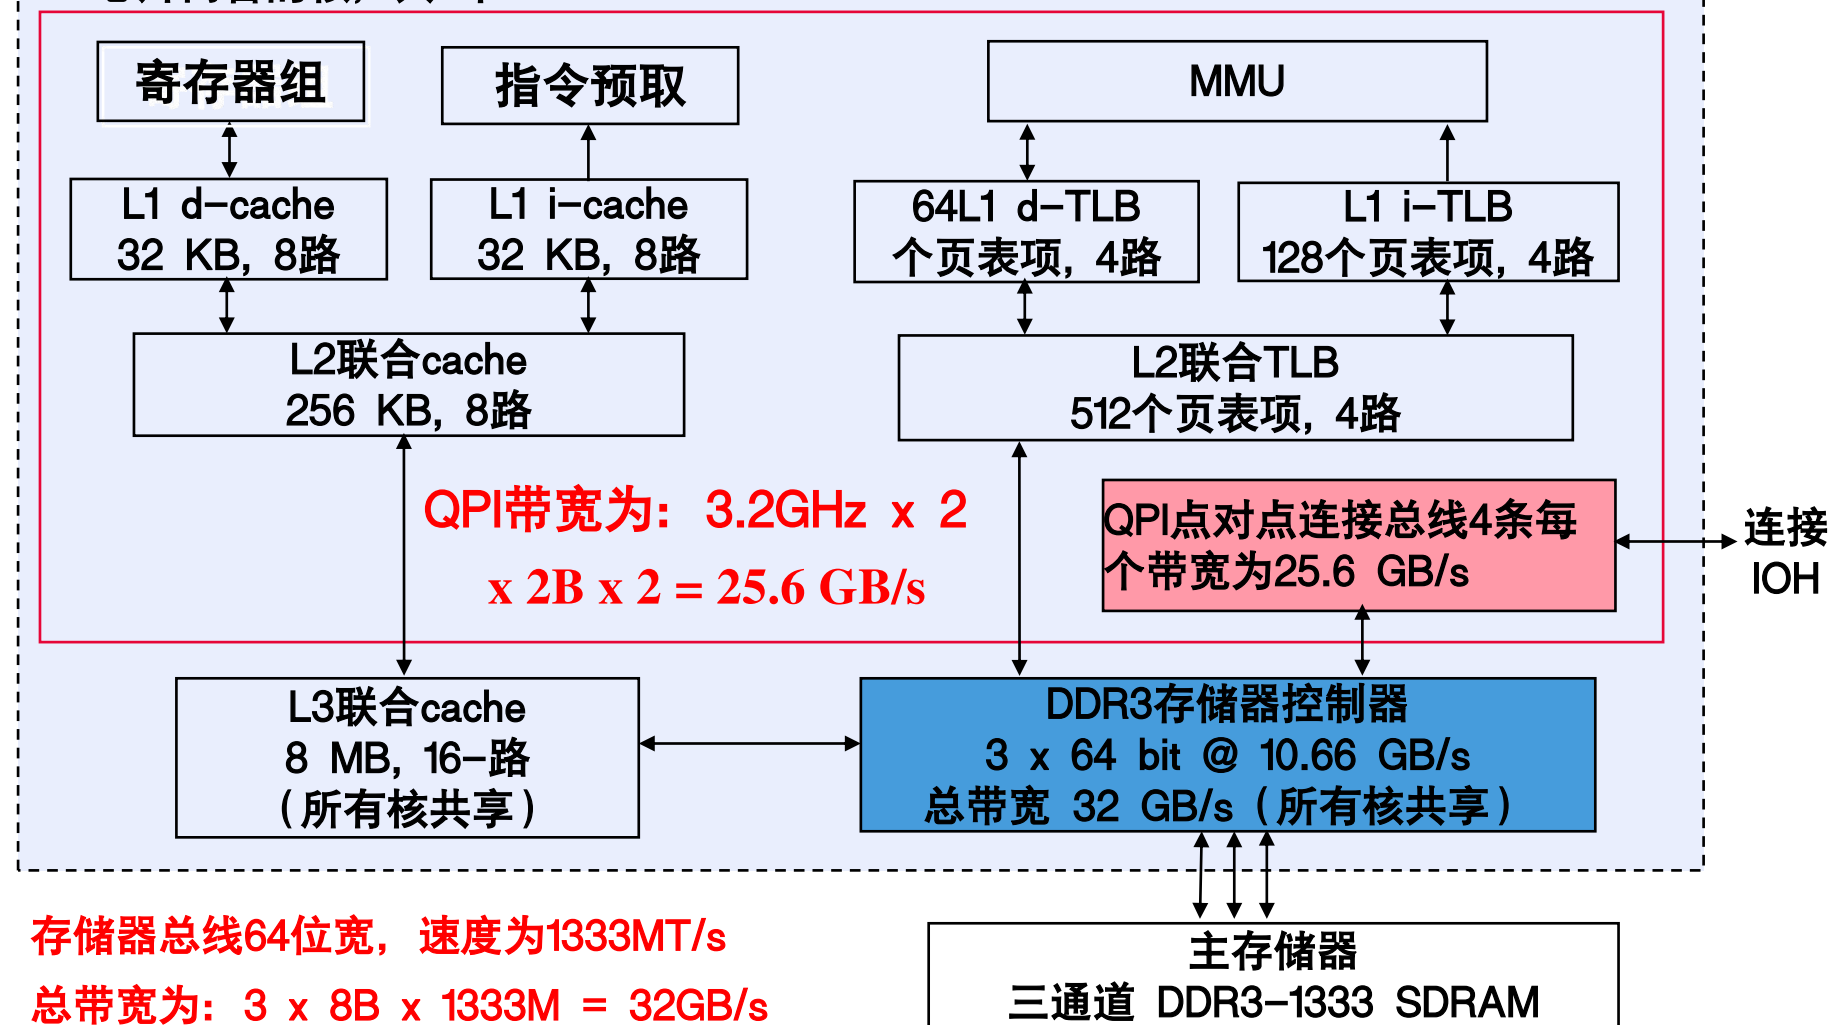 寄存器组
指令预取
MMU
L1 d-cache
32 KB, 8路
L1 i-cache
32 KB, 8路
64L1 d-TLB
个页表项, 4路
L1 i-TLB
128个页表项, 4路
L2联合cache
256 KB, 8路
L2联合TLB
512个页表项, 4路
QPI带宽为: 3.2GHz x 2
x 2B x 2 = 25.6 GB/s
QPI点对点连接总线4条每
个带宽为25.6 GB/s
连接
IOH
L3联合cache
8 MB, 16-路
(所有核共享)
DDR3存储器控制器
3 x 64 bit @ 10.66 GB/s
总带宽 32 GB/s (所有核共享)
存储器总线64位宽, 速度为1333MT/s
总带宽为: 3 x 8B x 1333M = 32GB/s
主存储器
三通道 DDR3-1333 SDRAM